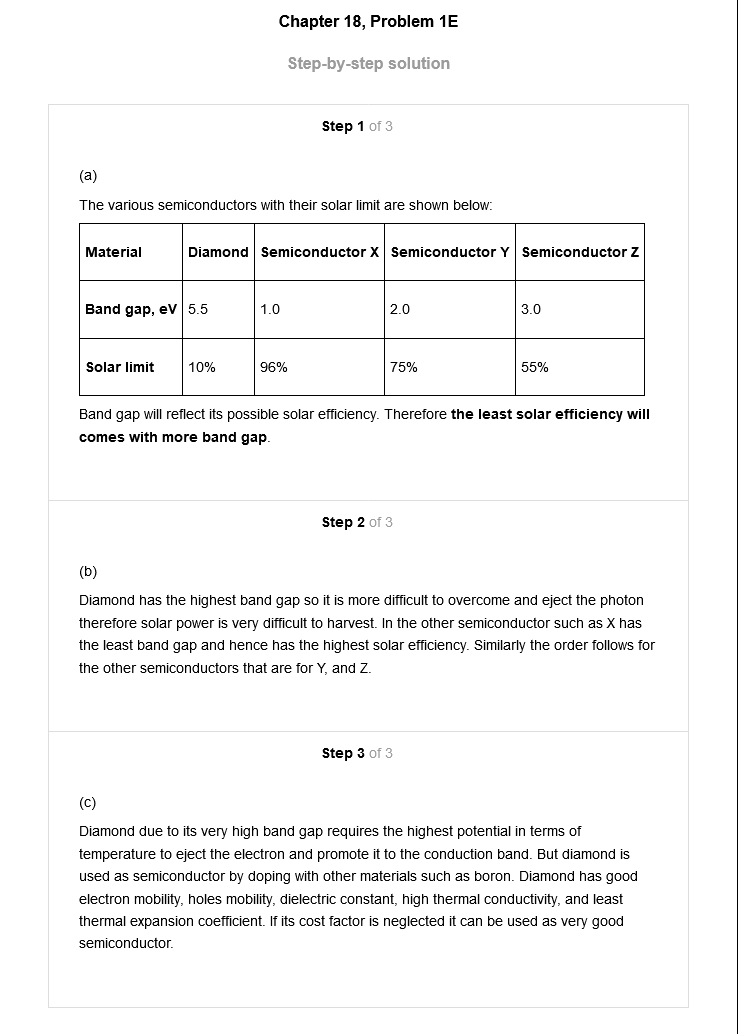 Chapter 18, Problem 1E
Step-by-step solution
Step 1 of 3
(a)
The various semiconductors with their solar limit are shown below:
Material Diamond Semiconductor X Semiconductor Y Semiconductor Z
Band gap, eV 5.5 1.0 2.0 3.0
Solar limit 10% 96% 75% 55%
Band gap will reflect its possible solar efficiency. Therefore the least solar efficiency will
comes with more band gap.
Step 2 of 3
(b)
Diamond has the highest band gap so it is more difficult to overcome and eject the photon
therefore solar power is very difficult to harvest. In the other semiconductor such as X has
the least band gap and hence has the highest solar efficiency. Similarly the order follows for
the other semiconductors that are for Y, and Z.
Step 3 of 3
(c)
Diamond due to its very high band gap requires the highest potential in terms of
temperature to eject the electron and promote it to the conduction band. But diamond is
used as semiconductor by doping with other materials such as boron. Diamond has good
electron mobility, holes mobility, dielectric constant, high thermal conductivity, and least
thermal expansion coefficient. If its cost factor is neglected it can be used as very good
semiconductor.